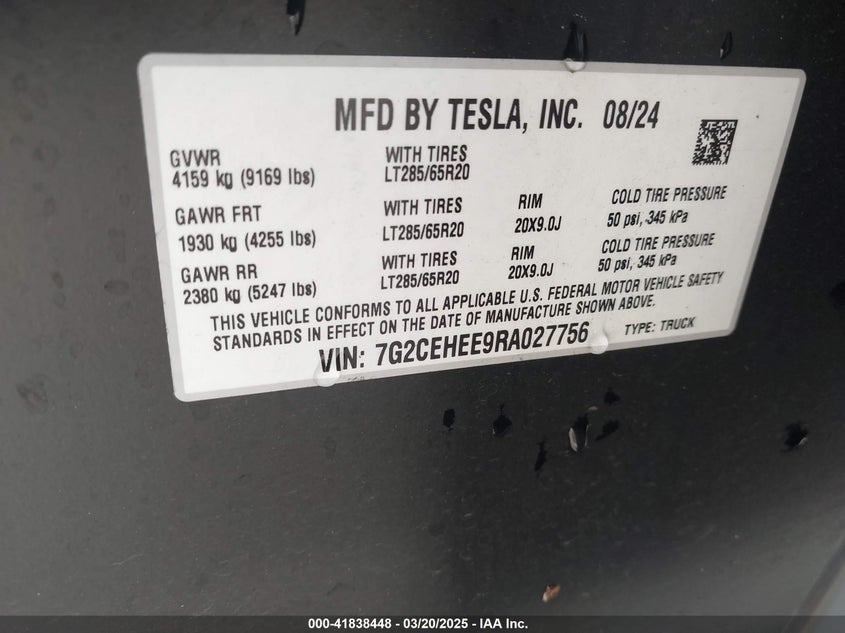 MFD BY TESLA, INC. 08/24
GVWR
4159 kg (9169 lbs)
WITH TIRES
LT285/65R20
GAWR FRT
1930 kg (4255 lbs)
WITH TIRES
LT285/65R20
RIM
20X9.0J
COLD TIRE PRESSURE
50 psi, 345 kPa
GAWR RR
2380 kg (5247 lbs)
WITH TIRES
LT285/65R20
RIM
20X9.0J
COLD TIRE PRESSURE
50 psi, 345 kPa
THIS VEHICLE CONFORMS TO ALL APPLICABLE U.S. FEDERAL MOTOR VEHICLE SAFETY
STANDARDS IN EFFECT ON THE DATE OF MANUFACTURE SHOWN ABOVE.
VIN: 7G2CEHEE9RA027756 TYPE: TRUCK
000-41838448 - 03/20/2025 - IAA Inc.